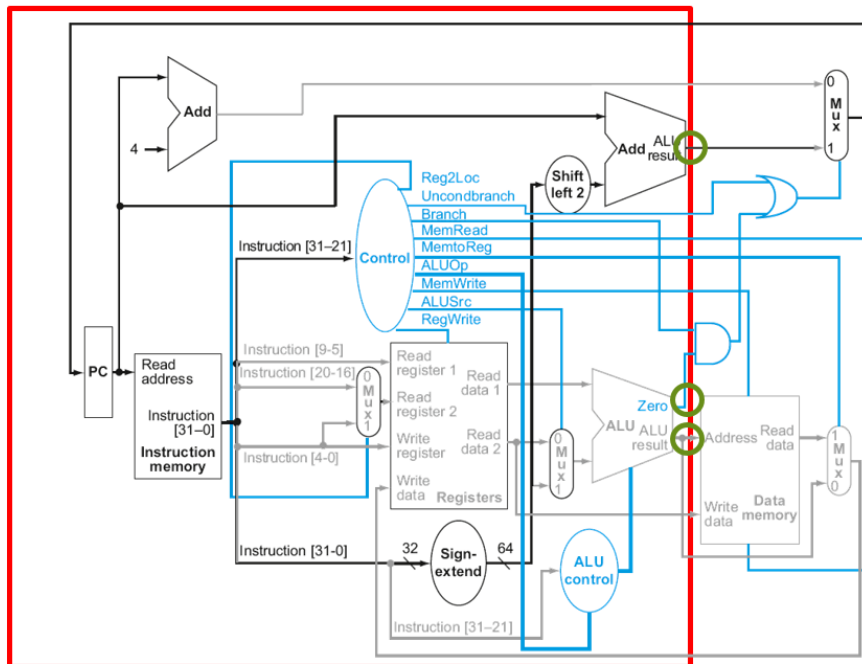 Add
4
Add
ALU
result
0
M
u
x
1
Shift
left 2
Reg2Loc
Uncondbranch
Branch
MemRead
MemtoReg
ALUOp
MemWrite
ALUSrc
RegWrite
Instruction [31–21]
Control
PC
Read
address
Instruction
[31–0]
Instruction
memory
Instruction [9-5]
Instruction [20-16]
Instruction [4-0]
0
M
u
x
1
Read
register 1
Read
register 2
Write
register
Write
data
Read
data 1
Read
data 2
Registers
0
M
u
x
1
Zero
ALU
ALU
result
Address
Read
data
Write
data
Data
memory
1
M
u
x
0
Instruction [31-0]
32
Sign-
extend
64
ALU
control
Instruction [31–21]